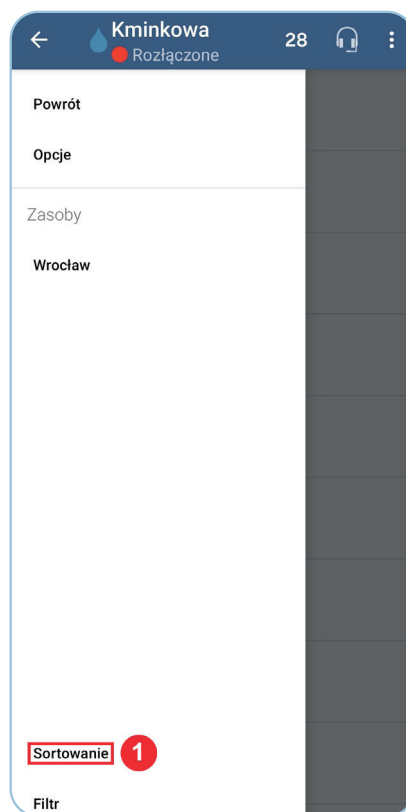 Kminkowa
28
Rozłączone
Powrót
Opcje
Zasoby
Wrocław
Sortowanie 1
Filtr